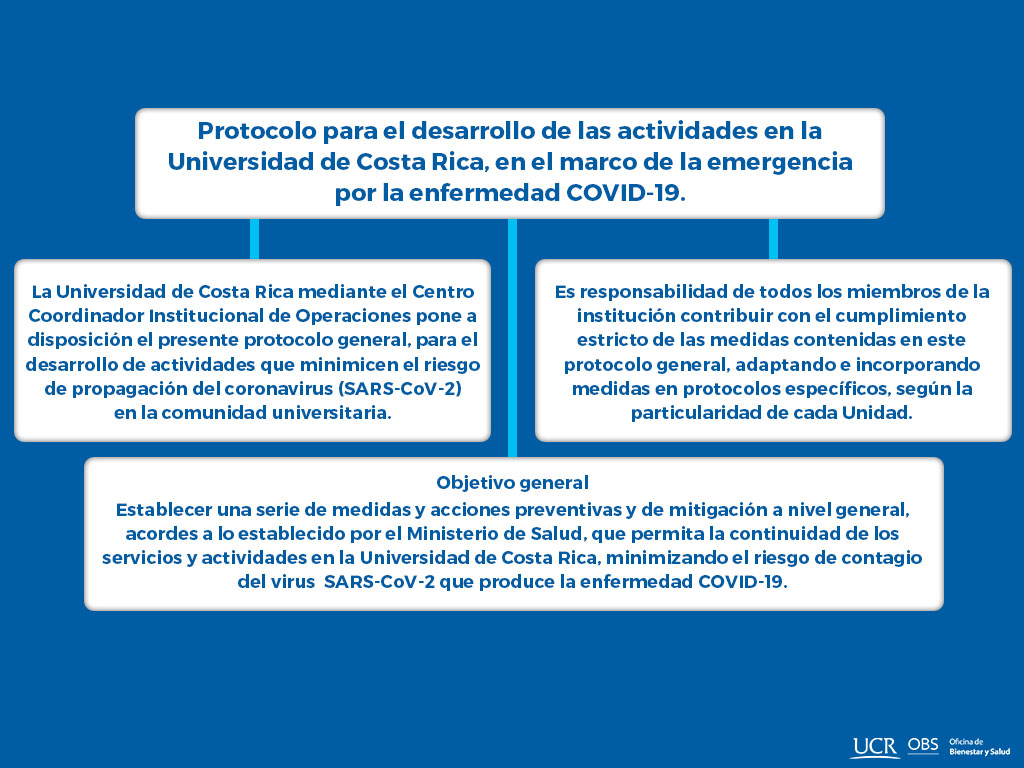 Protocolo para el desarrollo de las actividades en la
Universidad de Costa Rica, en el marco de la emergencia
por la enfermedad COVID-19.
La Universidad de Costa Rica mediante el Centro
Coordinador Institucional de Operaciones pone a
disposición el presente protocolo general, para el
desarrollo de actividades que minimicen el riesgo
de propagación del coronavirus (SARS-CoV-2)
en la comunidad universitaria.
Es responsabilidad de todos los miembros de la
institución contribuir con el cumplimiento
estricto de las medidas contenidas en este
protocolo general, adaptando e incorporando
medidas en protocolos específicos, según la
particularidad de cada Unidad.
Objetivo general
Establecer una serie de medidas y acciones preventivas y de mitigación a nivel general,
acordes a lo establecido por el Ministerio de Salud, que permita la continuidad de los
servicios y actividades en la Universidad de Costa Rica, minimizando el riesgo de contagio
del virus  SARS-CoV-2 que produce la enfermedad COVID-19.
UCR OBS Oficina de
Bienestar y Salud